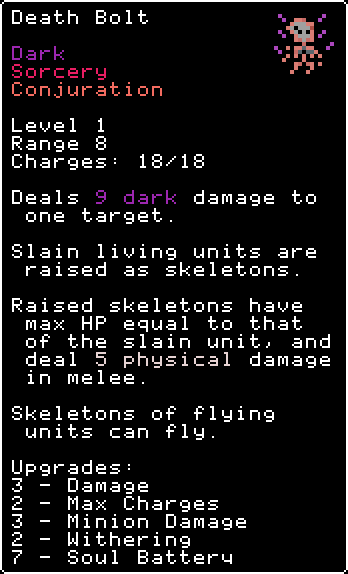 Death Bolt
Dark
Sorcery
Conjuration
Level 1
Range 8
Charges: 18/18
Deals 9 dark damage to
one target.
Slain living units are
raised as skeletons.
Raised skeletons have
max HP equal to that
of the slain unit, and
deal 5 physical damage
in melee.
Skeletons of flying
units can fly.
Upgrades:
3 - Damage
2 - Max Charges
3 - Minion Damage
2 - Withering
7 - Soul Battery